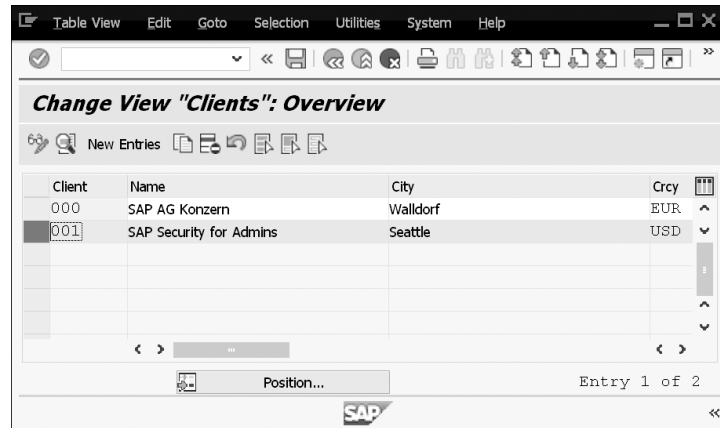 Table View Edit Goto Selection Utilities System Help
Change View "Clients": Overview
New Entries
Client Name City Crcy
000 SAP AG Konzern Walldorf EUR
001 SAP Security for Admins Seattle USD
Position... Entry 1 of 2
SAP